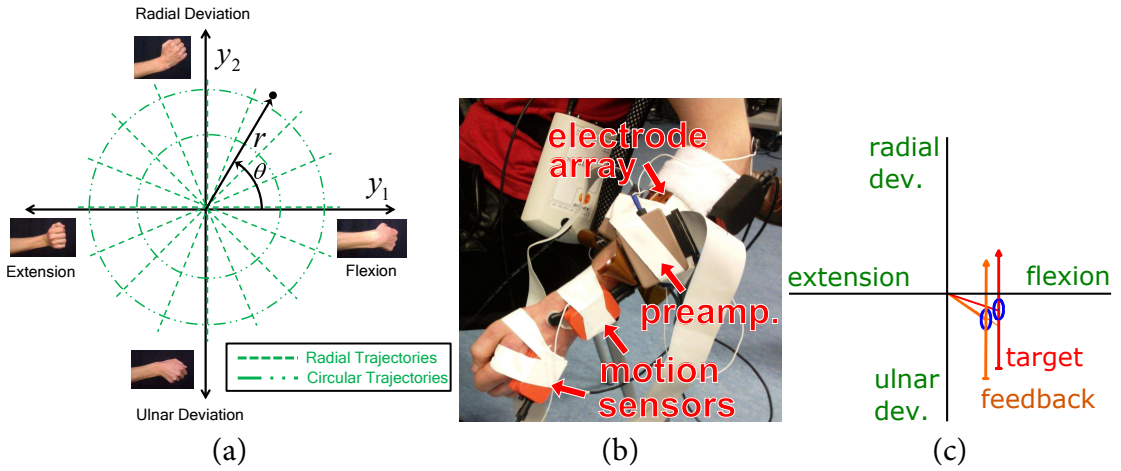 Radial Deviation
y2
r
θ
y1
Extension
Flexion
Radial Trajectories
Circular Trajectories
Ulnar Deviation
(a)
electrode
array
preamp.
motion
sensors
(b)
radial
dev.
extension
flexion
target
ulnar
dev.
feedback
(c)